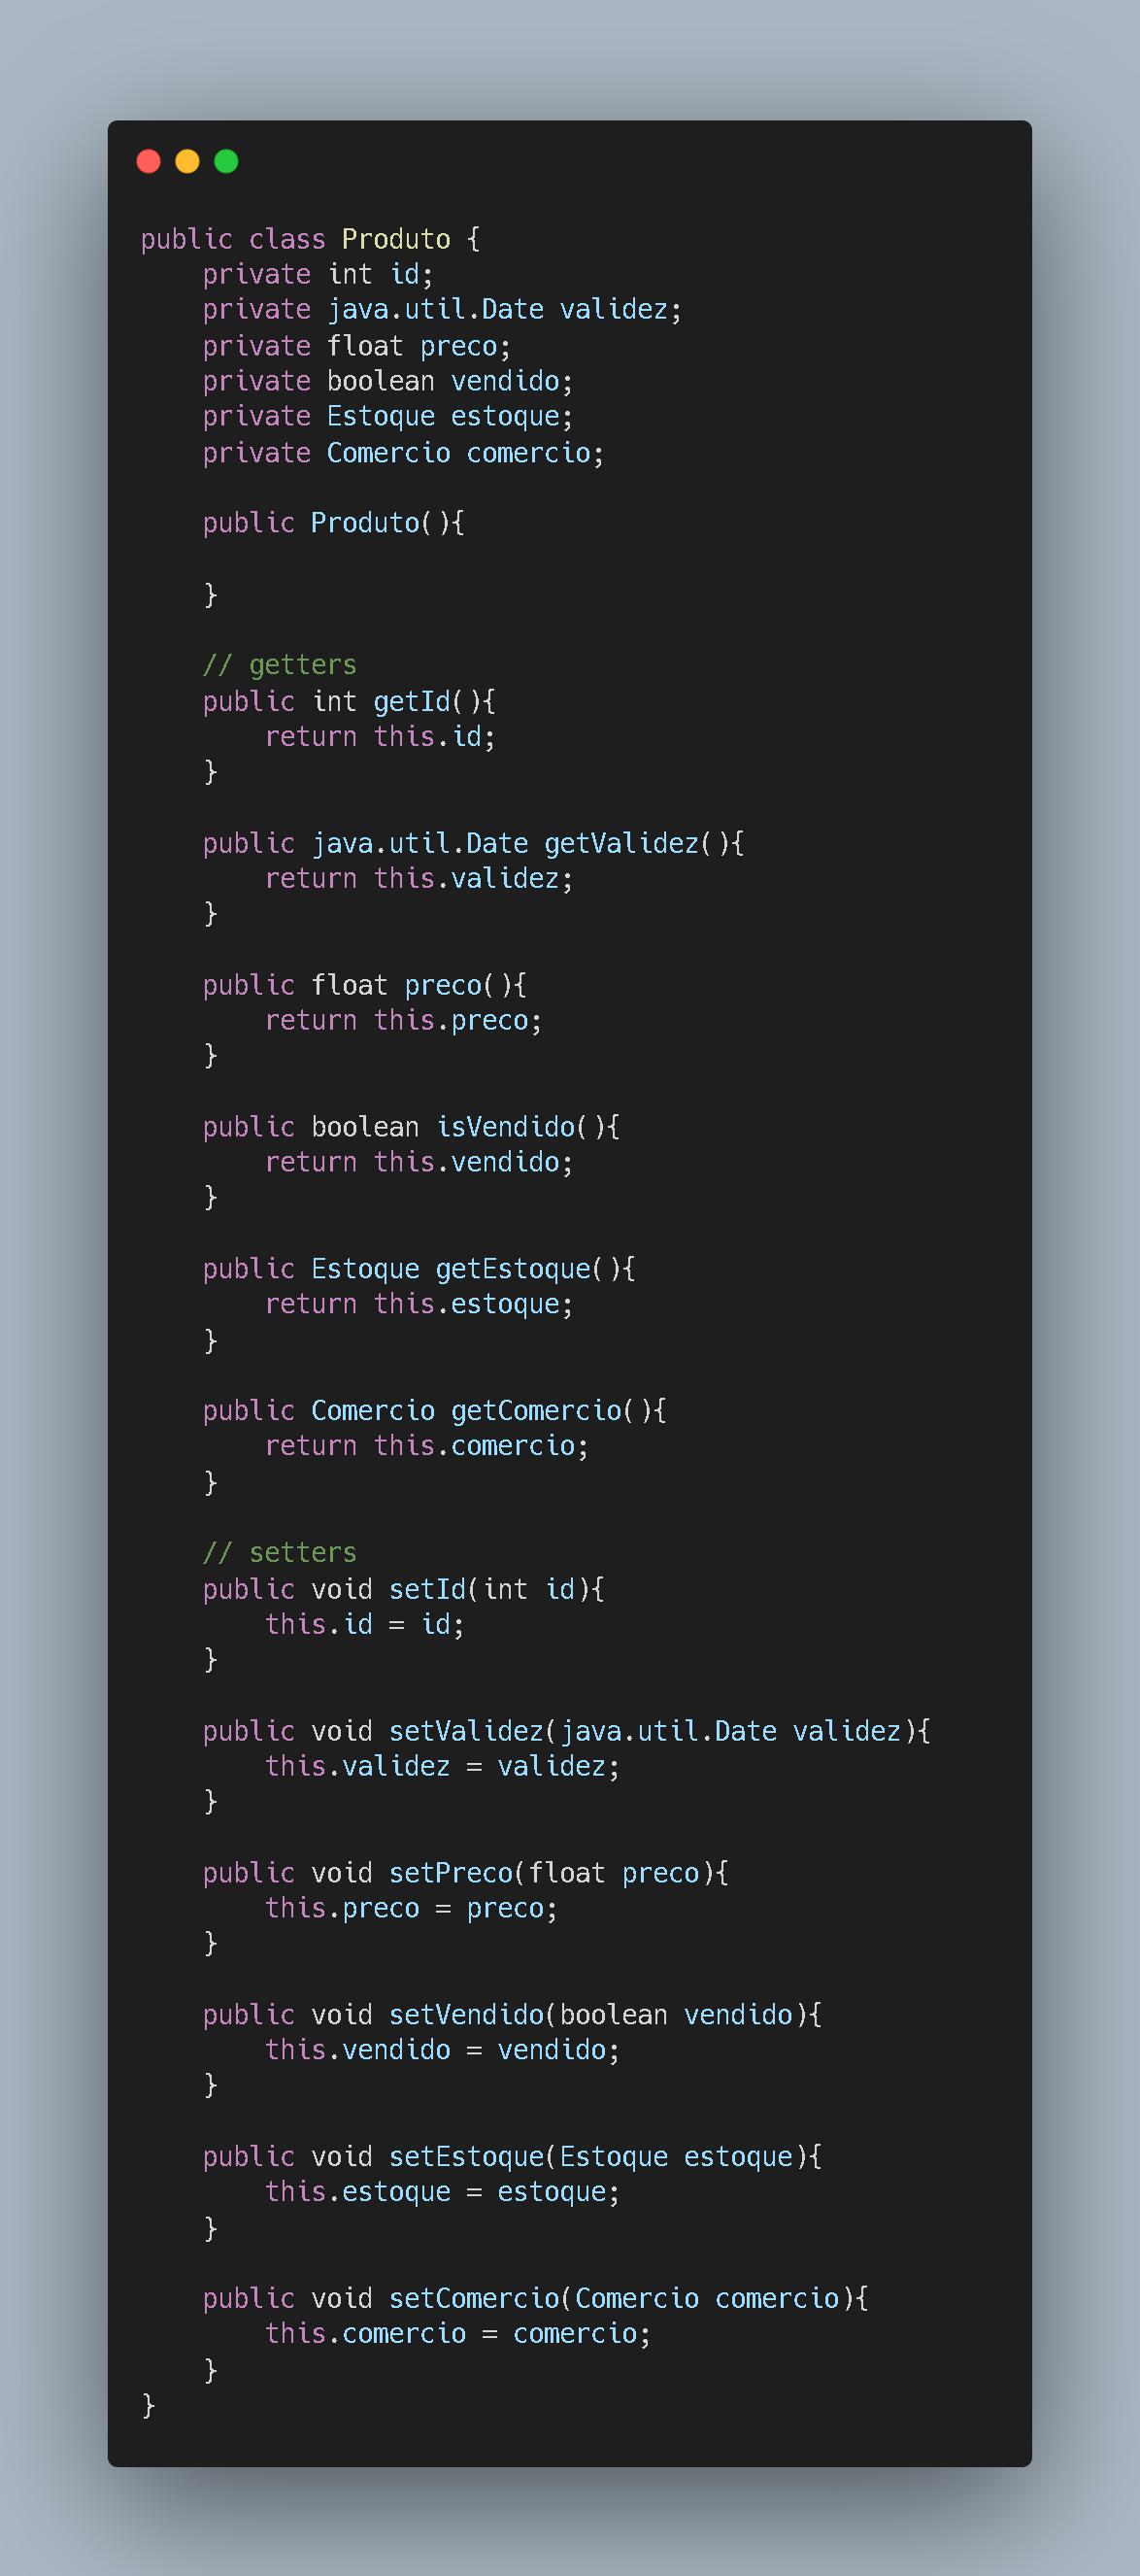 public class Produto {
    private int id;
    private java.util.Date validez;
    private float preco;
    private boolean vendido;
    private Estoque estoque;
    private Comercio comercio;

    public Produto(){

    }

    // getters
    public int getId(){
        return this.id;
    }

    public java.util.Date getValidez(){
        return this.validez;
    }

    public float preco(){
        return this.preco;
    }

    public boolean isVendido(){
        return this.vendido;
    }

    public Estoque getEstoque(){
        return this.estoque;
    }

    public Comercio getComercio(){
        return this.comercio;
    }

    // setters
    public void setId(int id){
        this.id = id;
    }

    public void setValidez(java.util.Date validez){
        this.validez = validez;
    }

    public void setPreco(float preco){
        this.preco = preco;
    }

    public void setVendido(boolean vendido){
        this.vendido = vendido;
    }

    public void setEstoque(Estoque estoque){
        this.estoque = estoque;
    }

    public void setComercio(Comercio comercio){
        this.comercio = comercio;
    }
}